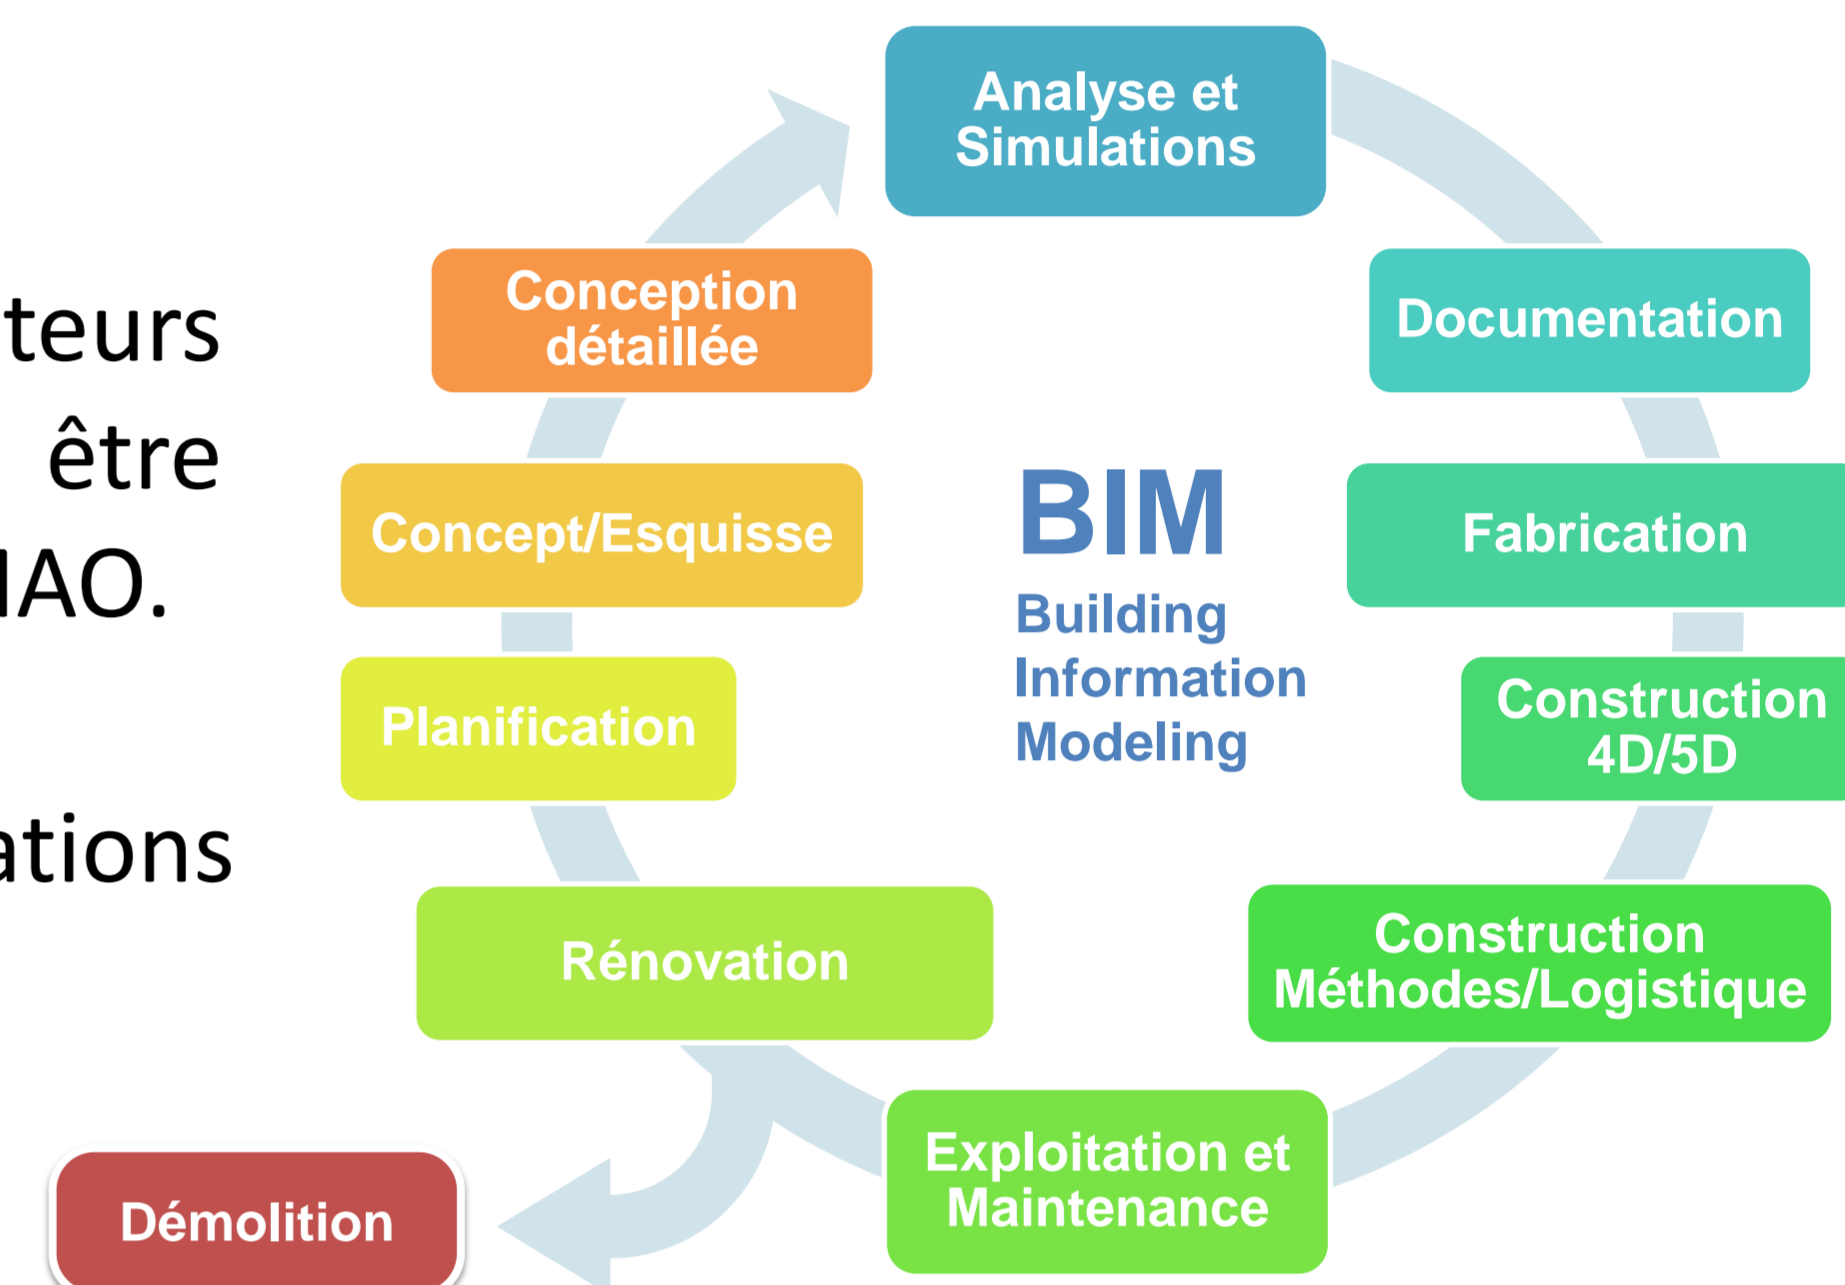 teurs
être
IAO.
ations
Analyse et
Simulations
Documentation
Fabrication
Construction
4D/5D
Construction
Méthodes/Logistique
Exploitation et
Maintenance
Rénovation
Démolition
Planification
Concept/Esquisse
Conception
détaillée
BIM
Building
Information
Modeling